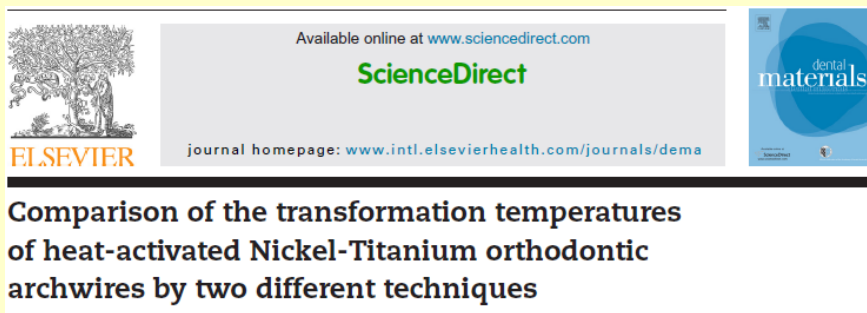 Available online at www.sciencedirect.com
ScienceDirect
journal homepage: www.intl.elsevierhealth.com/journals/dema
ELSEVIER
dental
materials
Comparison of the transformation temperatures
of heat-activated Nickel-Titanium orthodontic
archwires by two different techniques